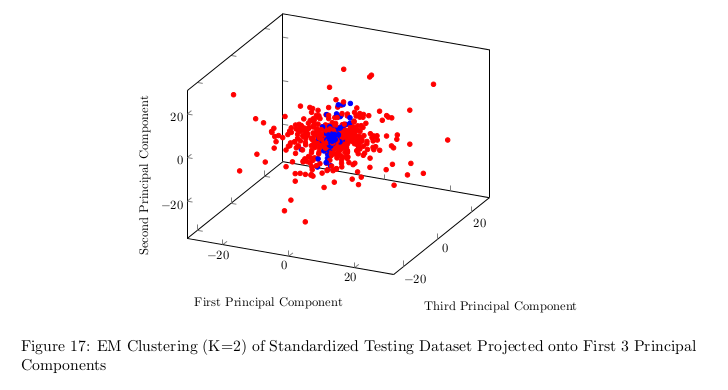 20
0
−20
Second Principal Component
−20
0
20
First Principal Component
−20
0
20
Third Principal Component
Figure 17: EM Clustering (K=2) of Standardized Testing Dataset Projected onto First 3 Principal
Components